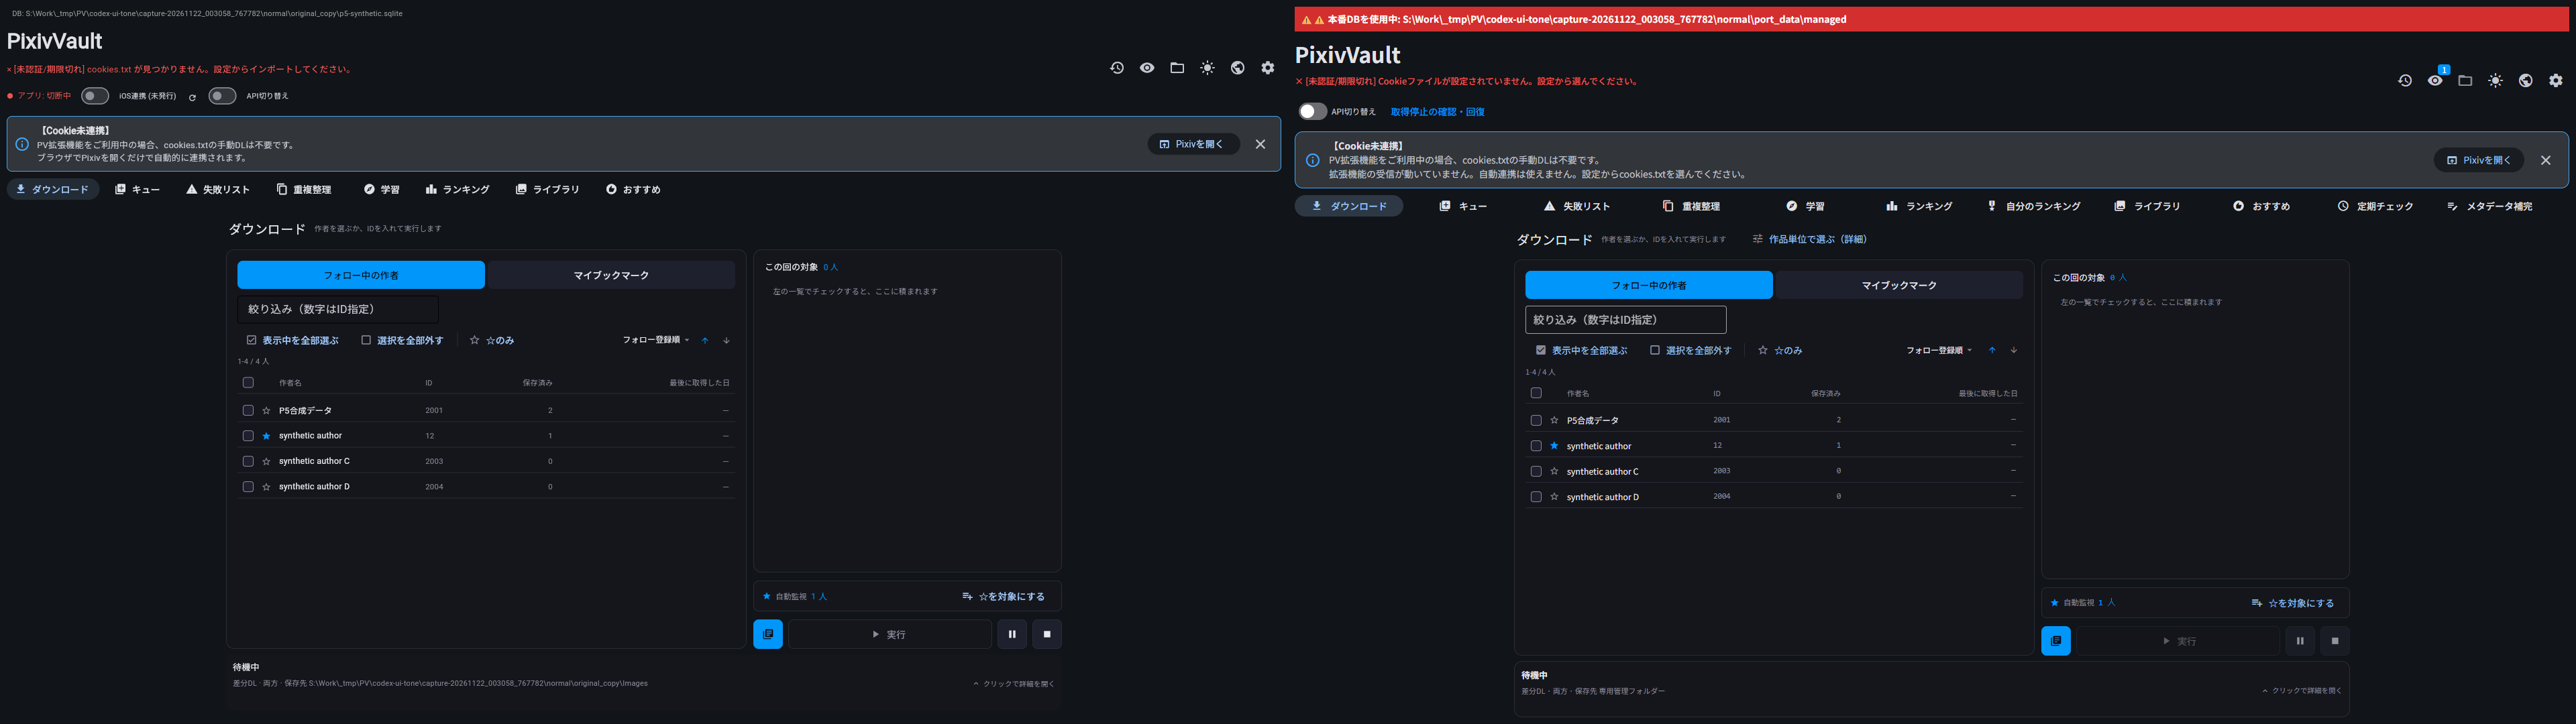 DB: S:\Work\_tmp\PV\codex-ui-tone\capture-20261122_003058_767782\normal\original_copy\p5-synthetic.sqlite
PixivVault
× [未認証/期限切れ] cookies.txt が見つかりません。設定からインポートしてください。
アプリ: 切断中
iOS連携 (未発行)
API切り替え
【Cookie未連携】
PV拡張機能をご利用中の場合、cookies.txtの手動DLは不要です。
ブラウザでPixivを開くだけで自動的に連携されます。
Pixivを開く
ダウンロード キュー 失敗リスト 重複整理 学習 ランキング ライブラリ おすすめ
ダウンロード 作者を選ぶか、IDを入れて実行します
フォロー中の作者 マイブックマーク
絞り込み（数字はID指定）
表示中を全部選ぶ 選択を全部外す ☆のみ フォロー登録順
1-4 / 4 人
作者名 ID 保存済み 最後に取得した日
P5合成データ 2001 2 —
synthetic author 12 1 —
synthetic author C 2003 0 —
synthetic author D 2004 0 —
この回の対象 0 人
左の一覧でチェックすると、ここに積まれます
自動監視 1 人 ☆を対象にする
実行
待機中
差分DL · 両方 · 保存先 S:\Work\_tmp\PV\codex-ui-tone\capture-20261122_003058_767782\normal\original_copy\Images
クリックで詳細を開く
本番DBを使用中: S:\Work\_tmp\PV\codex-ui-tone\capture-20261122_003058_767782\normal\port_data\managed
PixivVault
× [未認証/期限切れ] Cookieファイルが設定されていません。設定から選んでください。
1
API切り替え 取得停止の確認・回復
【Cookie未連携】
PV拡張機能をご利用中の場合、cookies.txtの手動DLは不要です。
拡張機能の受信が動いていません。自動連携は使えません。設定からcookies.txtを選んでください。
Pixivを開く
ダウンロード キュー 失敗リスト 重複整理 学習 ランキング 自分のランキング ライブラリ おすすめ 定期チェック メタデータ補完
ダウンロード 作者を選ぶか、IDを入れて実行します 作品単位で選ぶ（詳細）
フォロー中の作者 マイブックマーク
絞り込み（数字はID指定）
表示中を全部選ぶ 選択を全部外す ☆のみ フォロー登録順
1-4 / 4 人
作者名 ID 保存済み 最後に取得した日
P5合成データ 2001 2 —
synthetic author 12 1 —
synthetic author C 2003 0 —
synthetic author D 2004 0 —
この回の対象 0 人
左の一覧でチェックすると、ここに積まれます
自動監視 1 人 ☆を対象にする
実行
待機中
差分DL · 両方 · 保存先 専用管理フォルダー
クリックで詳細を開く